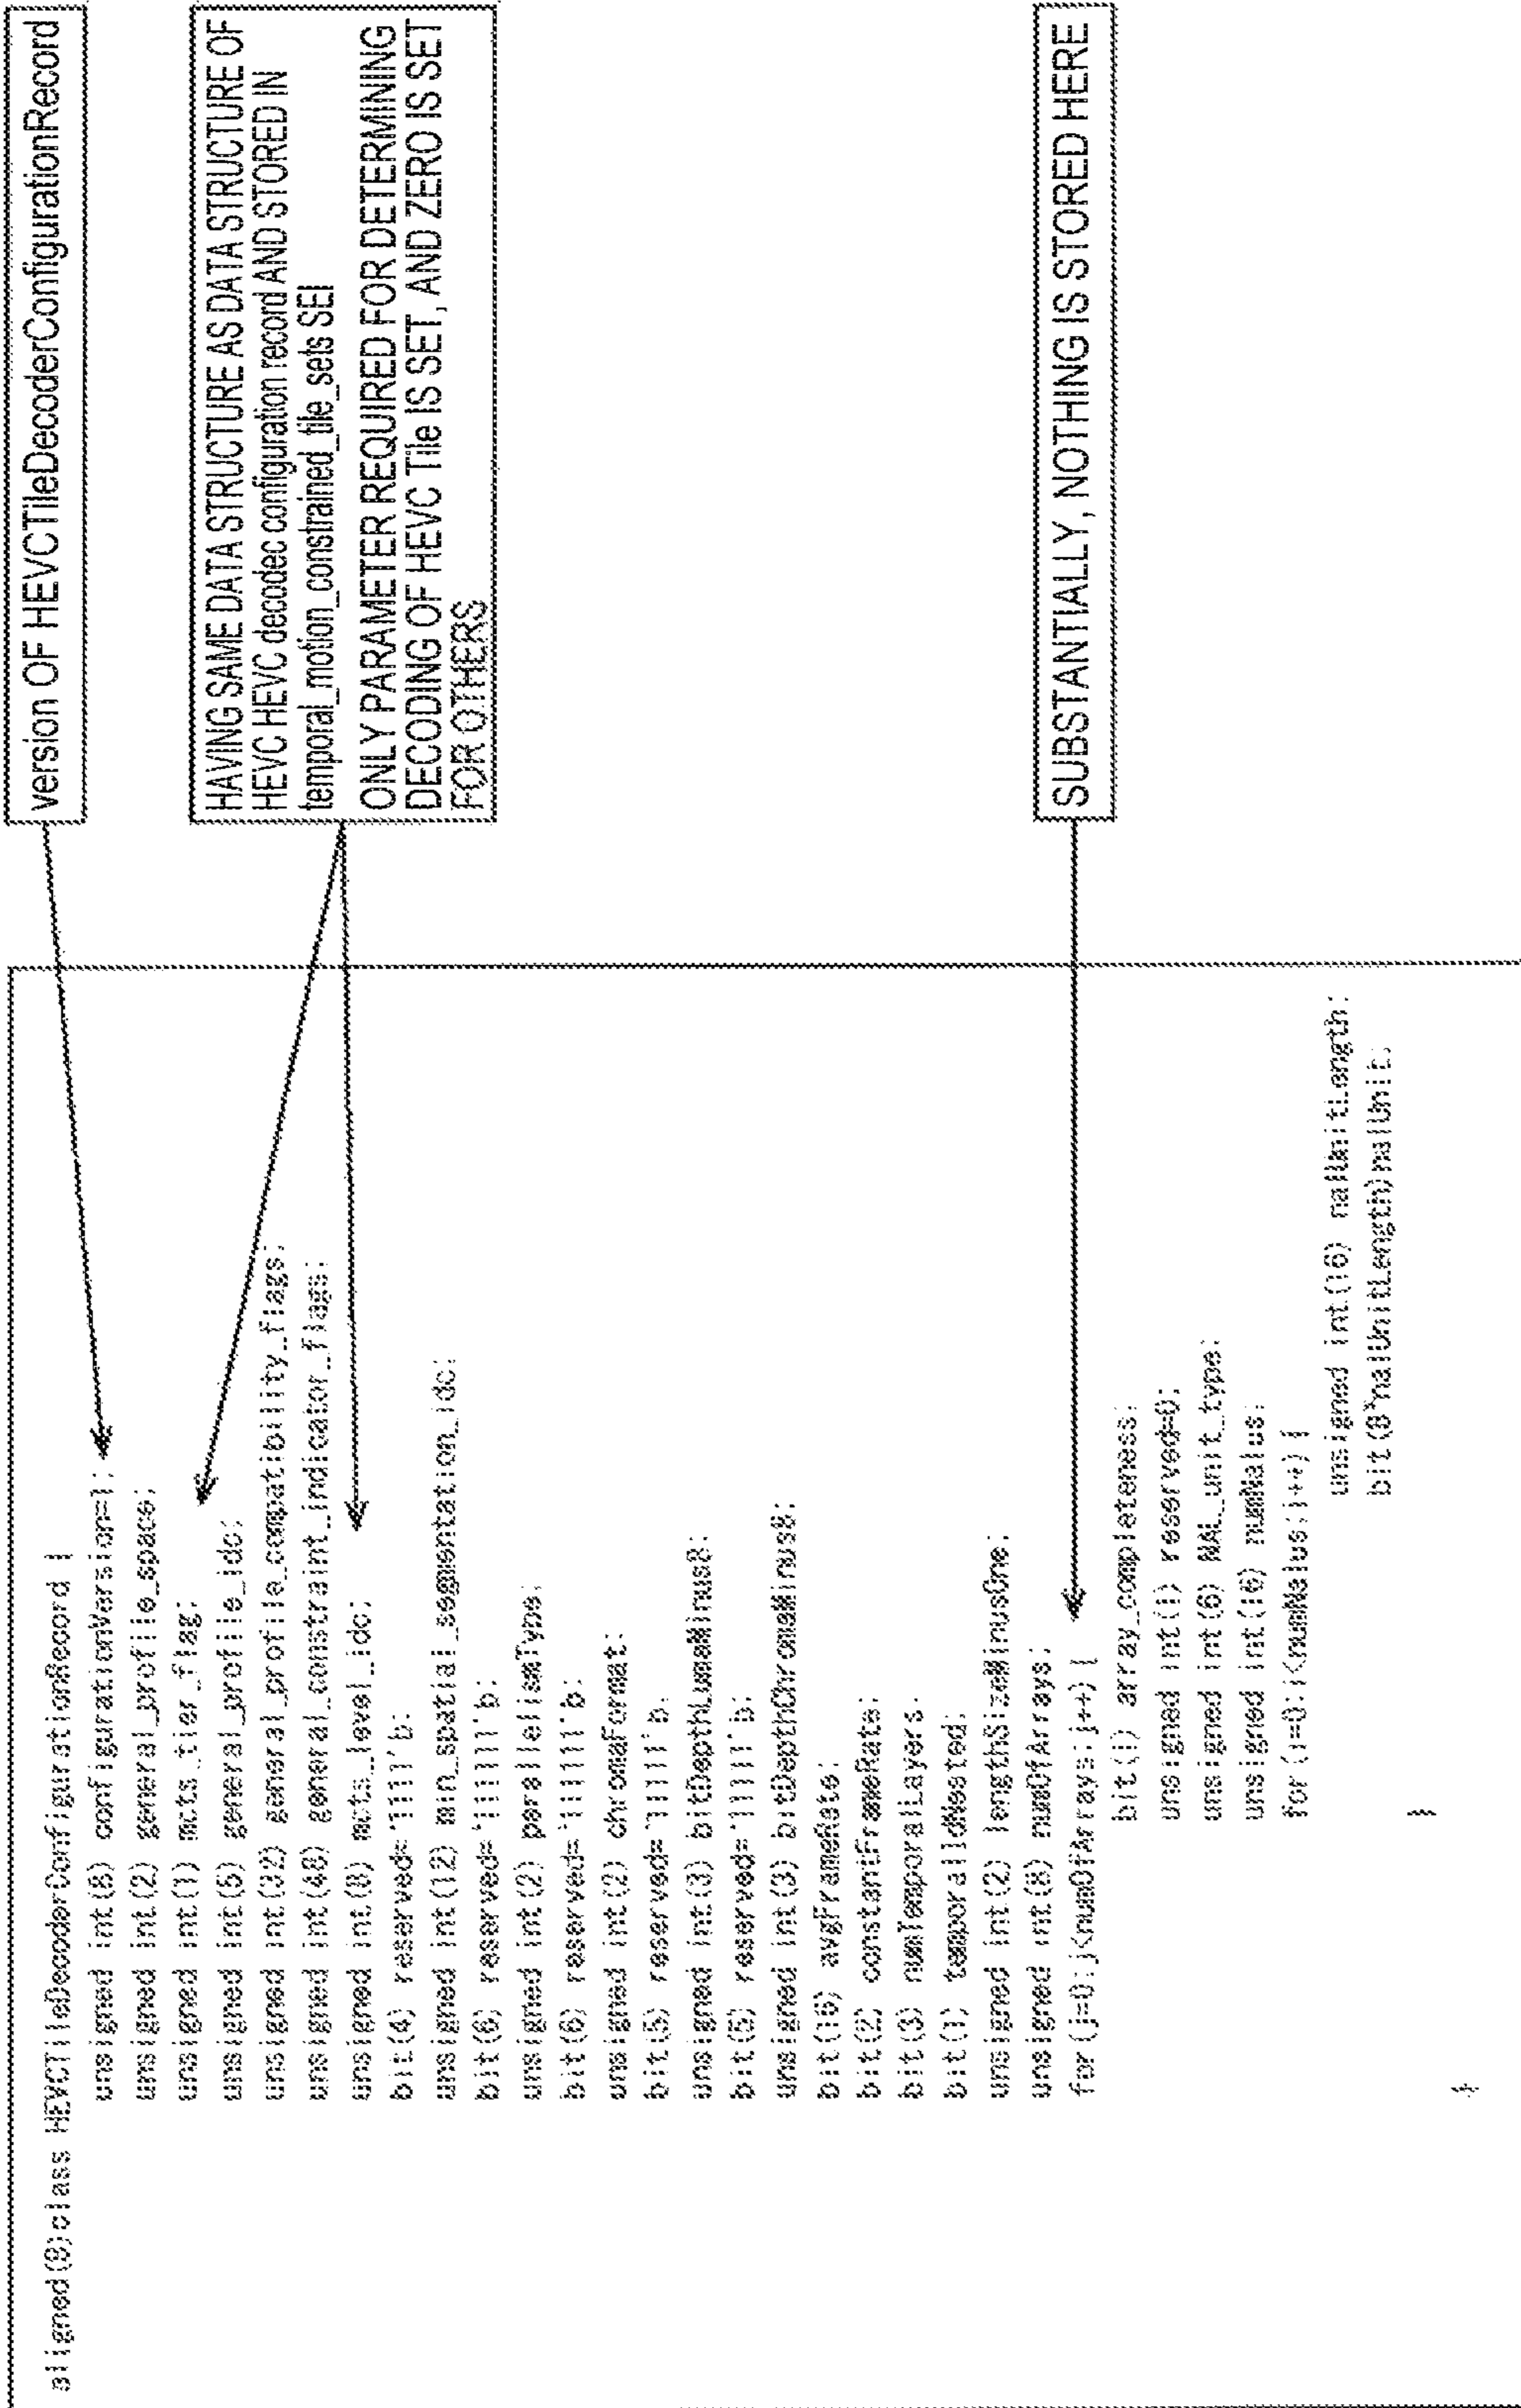 aligned(8)class HEVCTileDecoderConfigurationRecord {
unsigned int(8) configurationVersion=1;
unsigned int(2) general_profile_space;
unsigned int(1) mcts_tier_flag;
unsigned int(5) general_profile_idc;
unsigned int(32) general_profile_compatibility_flags;
unsigned int(48) general_constraint_indicator_flags;
unsigned int(8) mcts_level_idc;
bit(4) reserved='1111'b;
unsigned int(12) min_spatial_segmentation_idc;
bit(6) reserved='111111'b;
unsigned int(2) parallelismType;
bit(6) reserved='111111'b;
unsigned int(2) chromaFormat;
bit(5) reserved='11111'b;
unsigned int(3) bitDepthLumaMinus8;
bit(5) reserved='11111'b;
unsigned int(3) bitDepthChromaMinus8;
bit(16) avgFrameRate;
bit(2) constantFrameRate;
bit(3) numTemporalLayers;
bit(1) temporalIdNested;
unsigned int(2) lengthSizeMinusOne;
unsigned int(8) numOfArrays;
for(j=0;j<numOfArrays;j++) {
bit(1) array_completeness;
unsigned int(1) reserved=0;
unsigned int(6) NAL_unit_type;
unsigned int(16) numNalus;
for(i=0;i<numNalus;i++) {
unsigned int(16) nalUnitLength;
bit(8*nalUnitLength)nalUnit;
}
}
version OF HEVCTileDecoderConfigurationRecord
HAVING SAME DATA STRUCTURE AS DATA STRUCTURE OF
HEVC HEVC decodec configuration record AND STORED IN
temporal_motion_constrained_tile_sets SEI
ONLY PARAMETER REQUIRED FOR DETERMINING
DECODING OF HEVC Tile IS SET, AND ZERO IS SET
FOR OTHERS
SUBSTANTIALLY, NOTHING IS STORED HERE